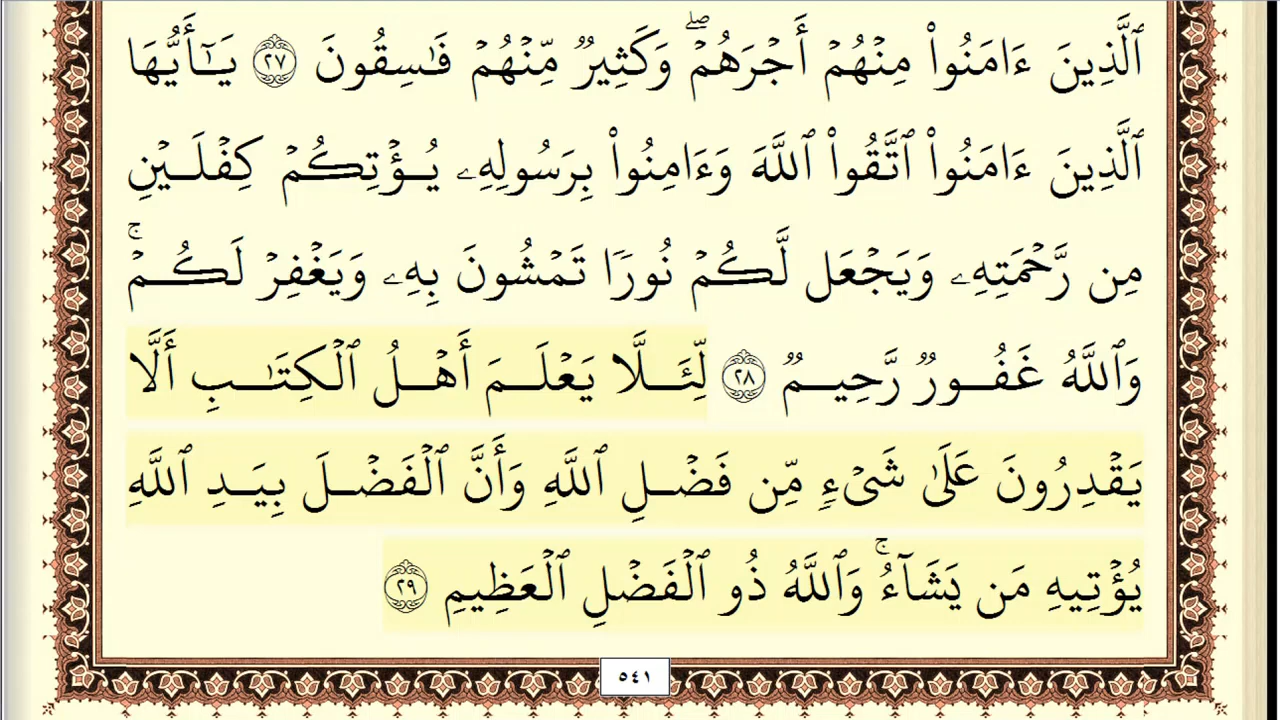 ٱلَّذِينَ ءَامَنُوا۟ مِنۡهُمۡ أَجۡرَهُمۡۖ وَكَثِيرٞ مِّنۡهُمۡ فَٰسِقُونَ ٢٧ يَٰٓأَيُّهَا
ٱلَّذِينَ ءَامَنُوا۟ ٱتَّقُوا۟ ٱللَّهَ وَءَامِنُوا۟ بِرَسُولِهِۦ يُؤۡتِكُمۡ كِفۡلَيۡنِ
مِن رَّحۡمَتِهِۦ وَيَجۡعَل لَّكُمۡ نُورٗا تَمۡشُونَ بِهِۦ وَيَغۡفِرۡ لَكُمۡۚ
وَٱللَّهُ غَفُورٞ رَّحِيمٞ ٢٨ لِّئَلَّا يَعۡلَمَ أَهۡلُ ٱلۡكِتَٰبِ أَلَّا
يَقۡدِرُونَ عَلَىٰ شَيۡءٖ مِّن فَضۡلِ ٱللَّهِ وَأَنَّ ٱلۡفَضۡلَ بِيَدِ ٱللَّهِ
يُؤۡتِيهِ مَن يَشَآءُۚ وَٱللَّهُ ذُو ٱلۡفَضۡلِ ٱلۡعَظِيمِ ٢٩
٥٤١